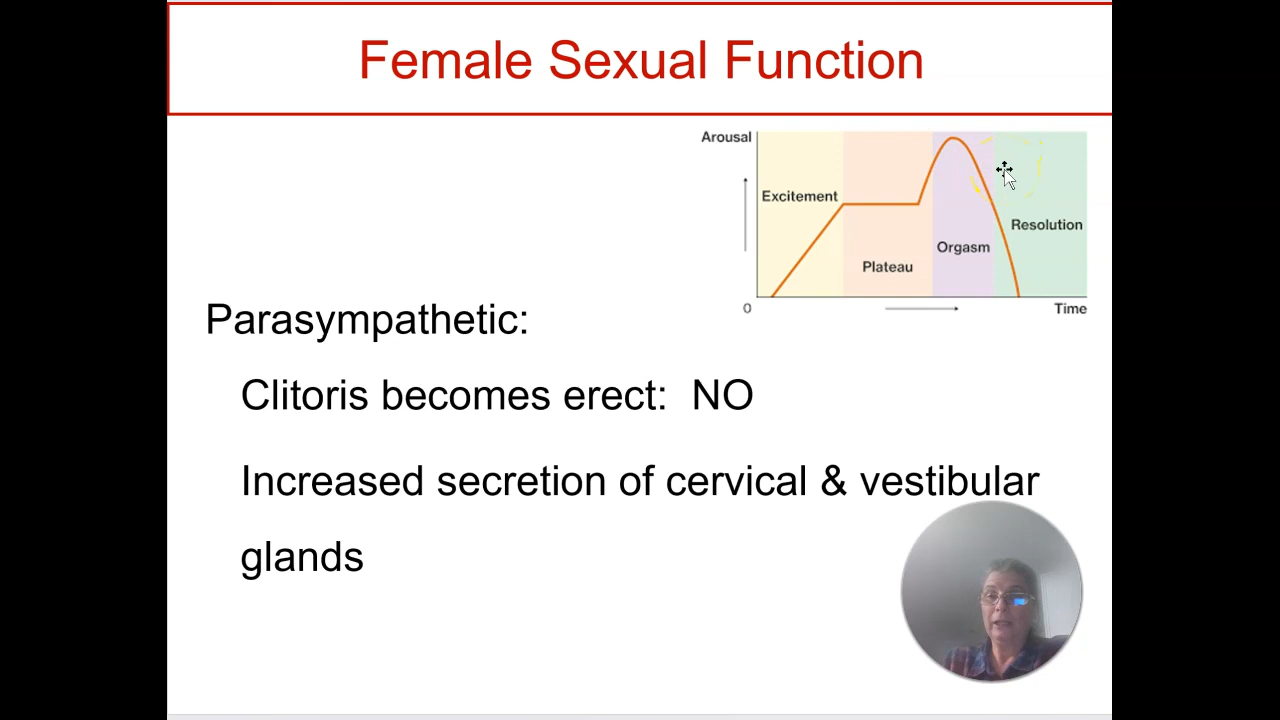 Female Sexual Function
Arousal
Excitement
Resolution
Orgasm
Plateau
0
Time
Parasympathetic:
Clitoris becomes erect: NO
Increased secretion of cervical & vestibular
glands